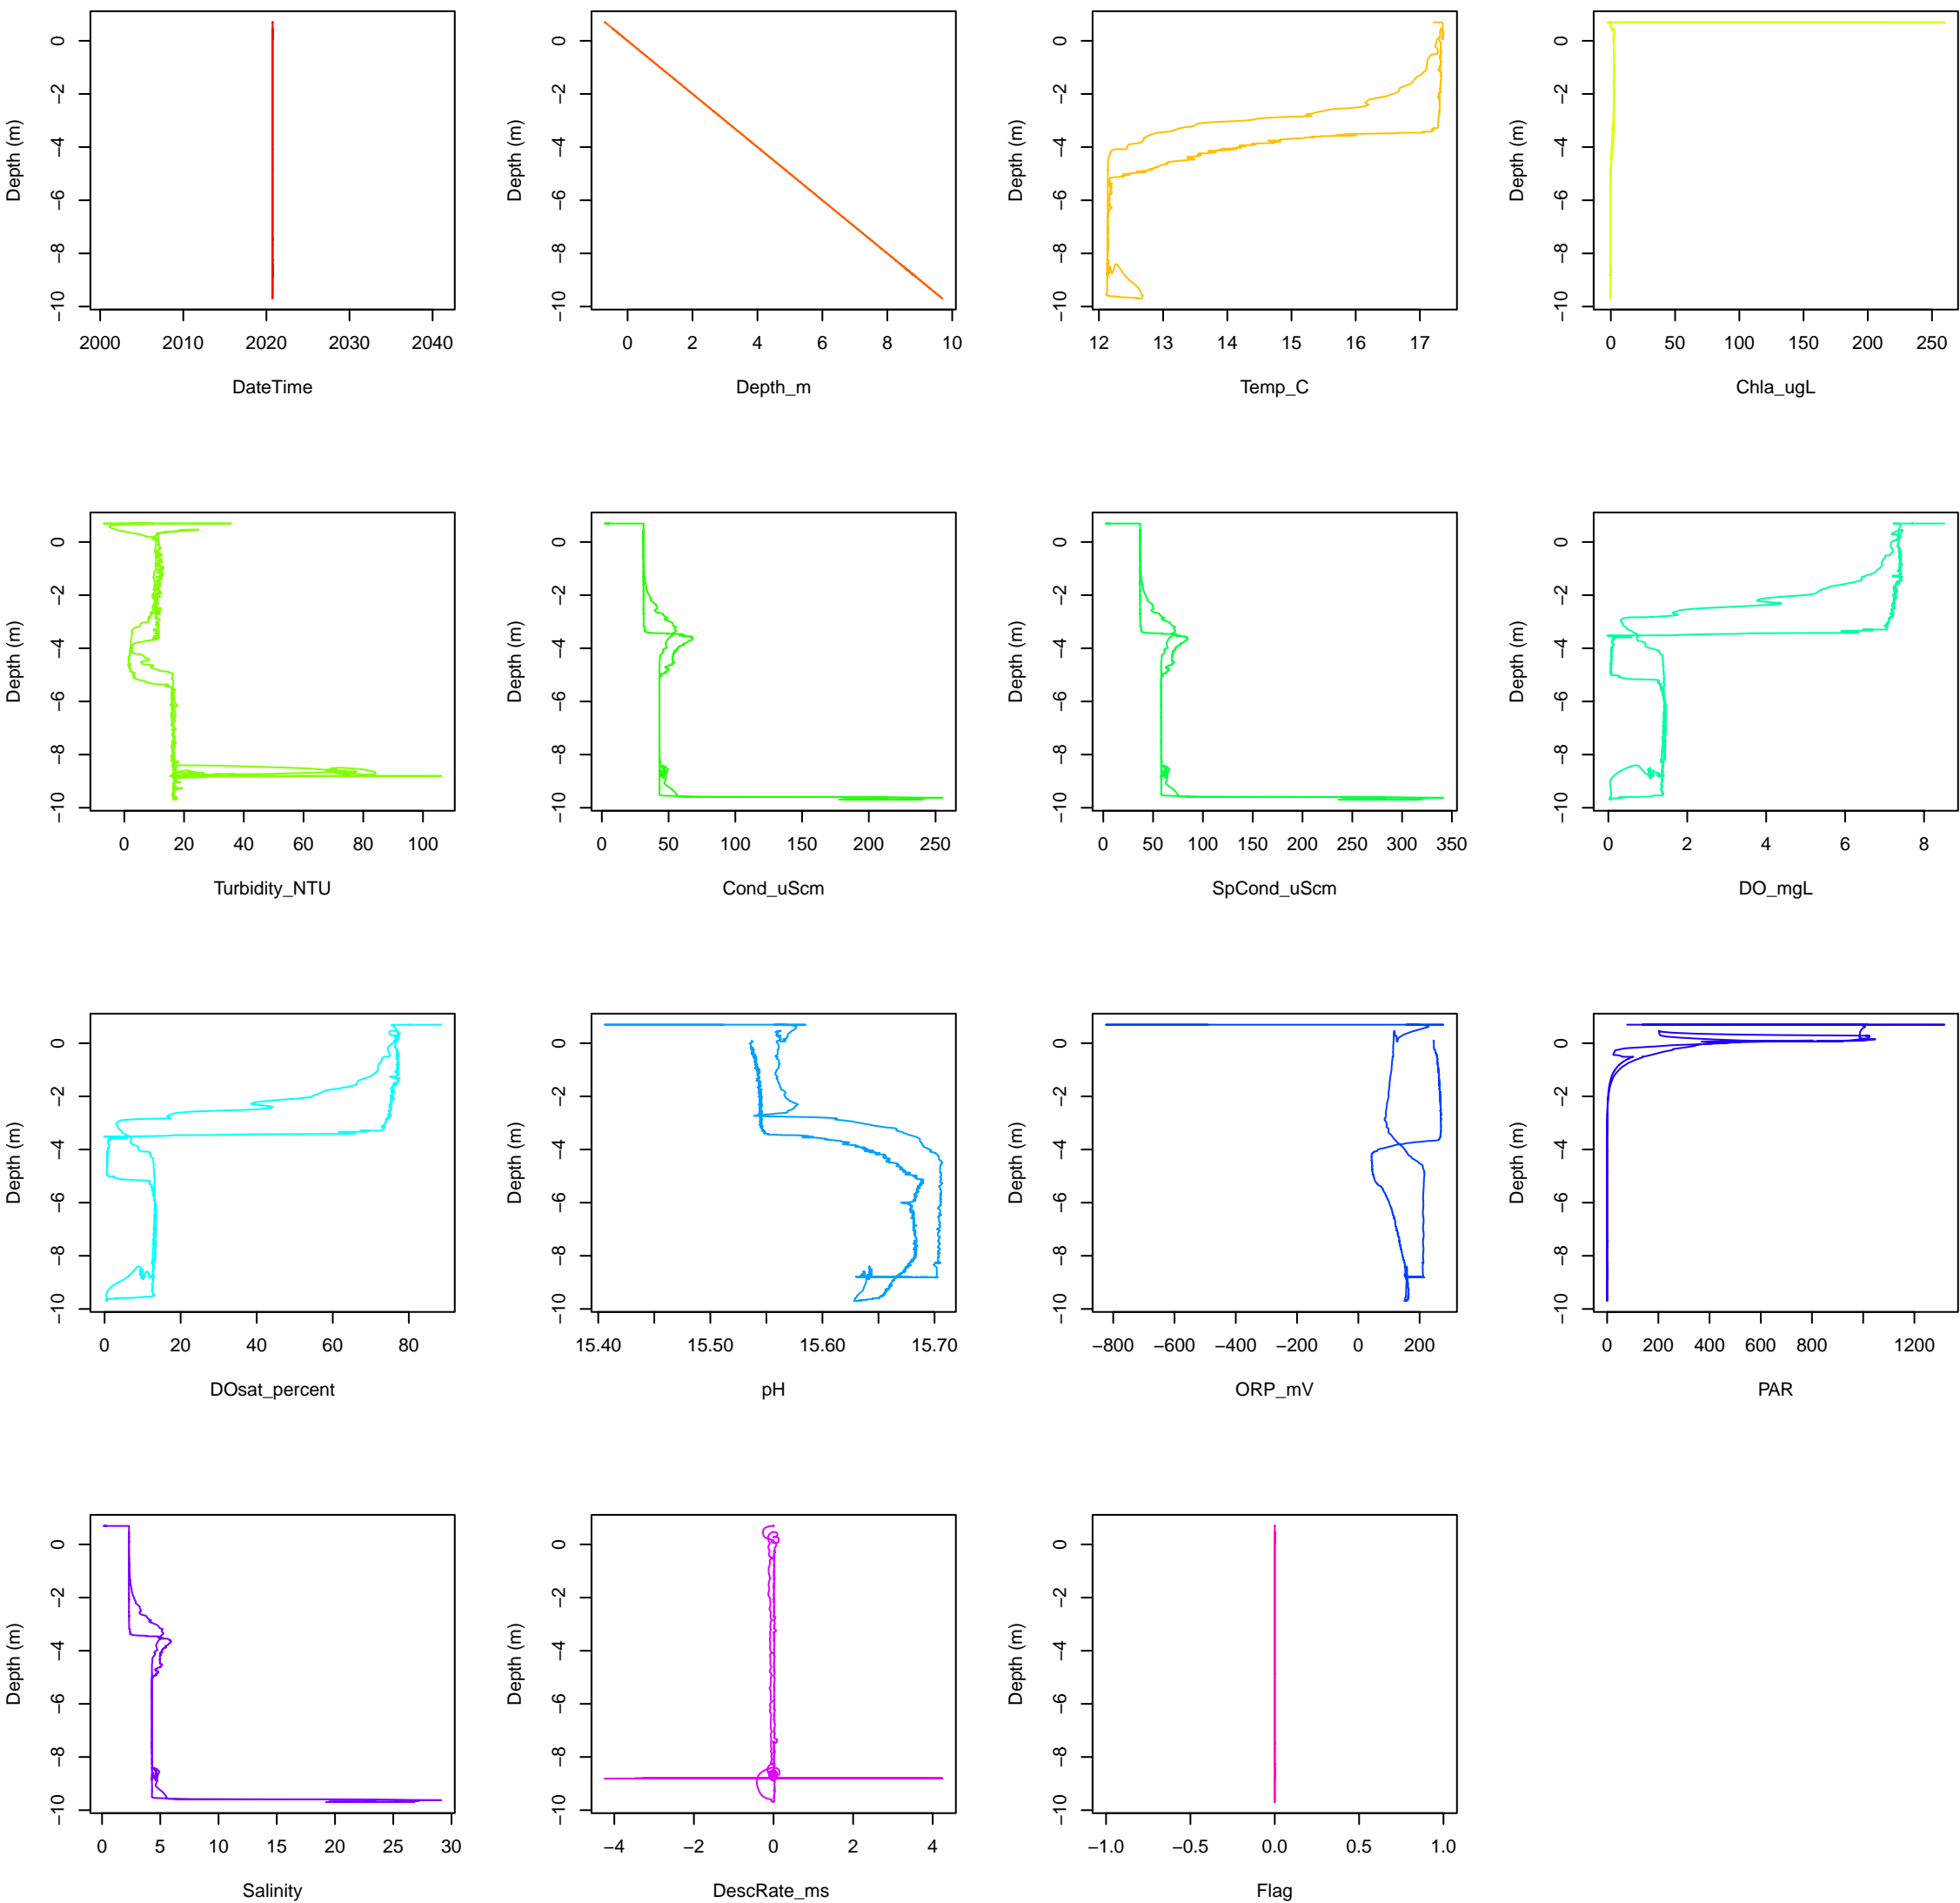 Depth (m)
0
−2
−4
−6
−8
−10
2000 2010 2020 2030 2040
DateTime
Depth (m)
0
−2
−4
−6
−8
−10
0 2 4 6 8 10
Depth_m
Depth (m)
0
−2
−4
−6
−8
−10
12 13 14 15 16 17
Temp_C
Depth (m)
0
−2
−4
−6
−8
−10
0 50 100 150 200 250
Chla_ugL
Depth (m)
0
−2
−4
−6
−8
−10
0 20 40 60 80 100
Turbidity_NTU
Depth (m)
0
−2
−4
−6
−8
−10
0 50 100 150 200 250
Cond_uScm
Depth (m)
0
−2
−4
−6
−8
−10
0 50 100 150 200 250 300 350
SpCond_uScm
Depth (m)
0
−2
−4
−6
−8
−10
0 2 4 6 8
DO_mgL
Depth (m)
0
−2
−4
−6
−8
−10
0 20 40 60 80
DOsat_percent
Depth (m)
0
−2
−4
−6
−8
−10
15.40 15.50 15.60 15.70
pH
Depth (m)
0
−2
−4
−6
−8
−10
−800 −600 −400 −200 0 200
ORP_mV
Depth (m)
0
−2
−4
−6
−8
−10
0 200 400 600 800 1200
PAR
Depth (m)
0
−2
−4
−6
−8
−10
0 5 10 15 20 25 30
Salinity
Depth (m)
0
−2
−4
−6
−8
−10
−4 −2 0 2 4
DescRate_ms
Depth (m)
0
−2
−4
−6
−8
−10
−1.0 −0.5 0.0 0.5 1.0
Flag